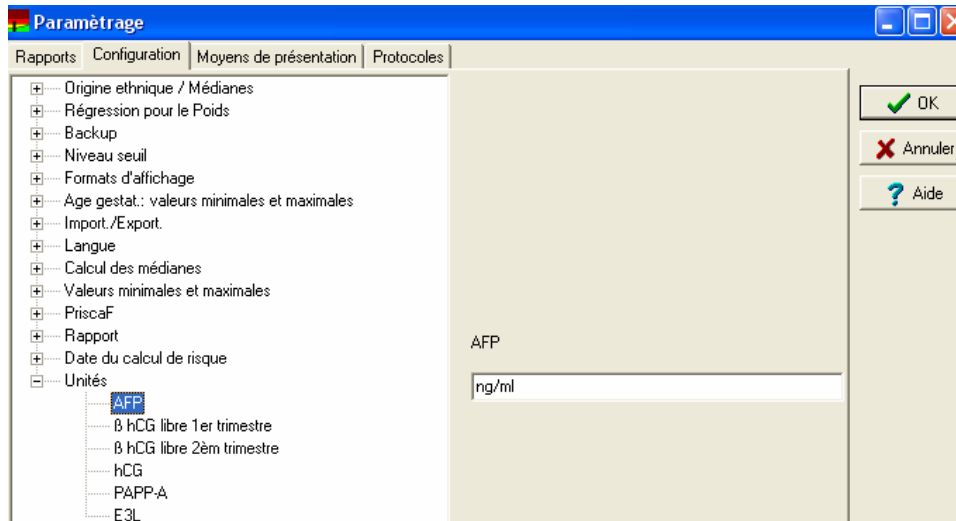 Paramètrage
Rapports Configuration Moyens de présentation Protocoles
Origine ethnique / Médianes
Régression pour le Poids
Backup
Niveau seuil
Formats d'affichage
Age gestat.: valeurs minimales et maximales
Import./Export.
Langue
Calcul des médianes
Valeurs minimales et maximales
PriscaF
Rapport
Date du calcul de risque
Unités
AFP
ß hCG libre 1er trimestre
ß hCG libre 2èm trimestre
hCG
PAPP-A
E3L
AFP
ng/ml
OK
Annuler
Aide